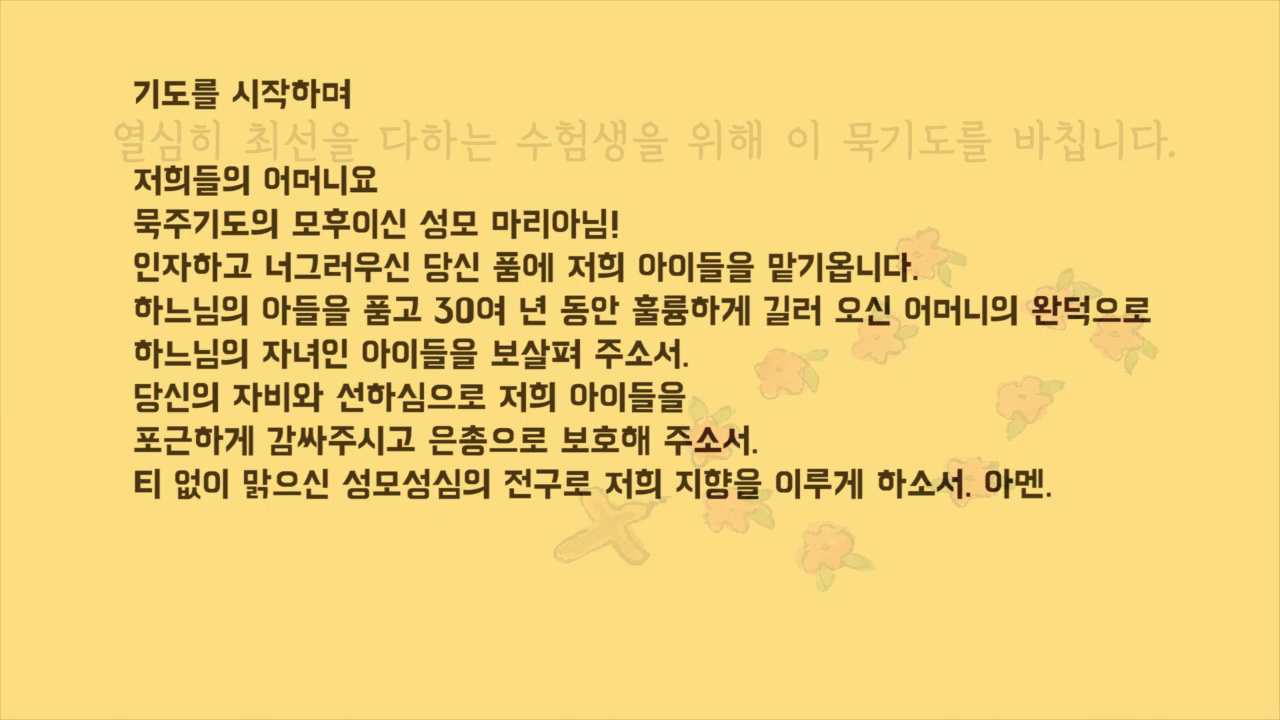 기도를 시작하며
열심히 최선을 다하는 수험생을 위해 이 묵기도를 바칩니다.
저희들의 어머니요
묵주기도의 모후이신 성모 마리아님!
인자하고 너그러우신 당신 품에 저희 아이들을 맡기옵니다.
하느님의 아들을 품고 30여 년 동안 훌륭하게 길러 오신 어머니의 완덕으로
하느님의 자녀인 아이들을 보살펴 주소서.
당신의 자비와 선하심으로 저희 아이들을
포근하게 감싸주시고 은총으로 보호해 주소서.
티 없이 맑으신 성모성심의 전구로 저희 지향을 이루게 하소서. 아멘.